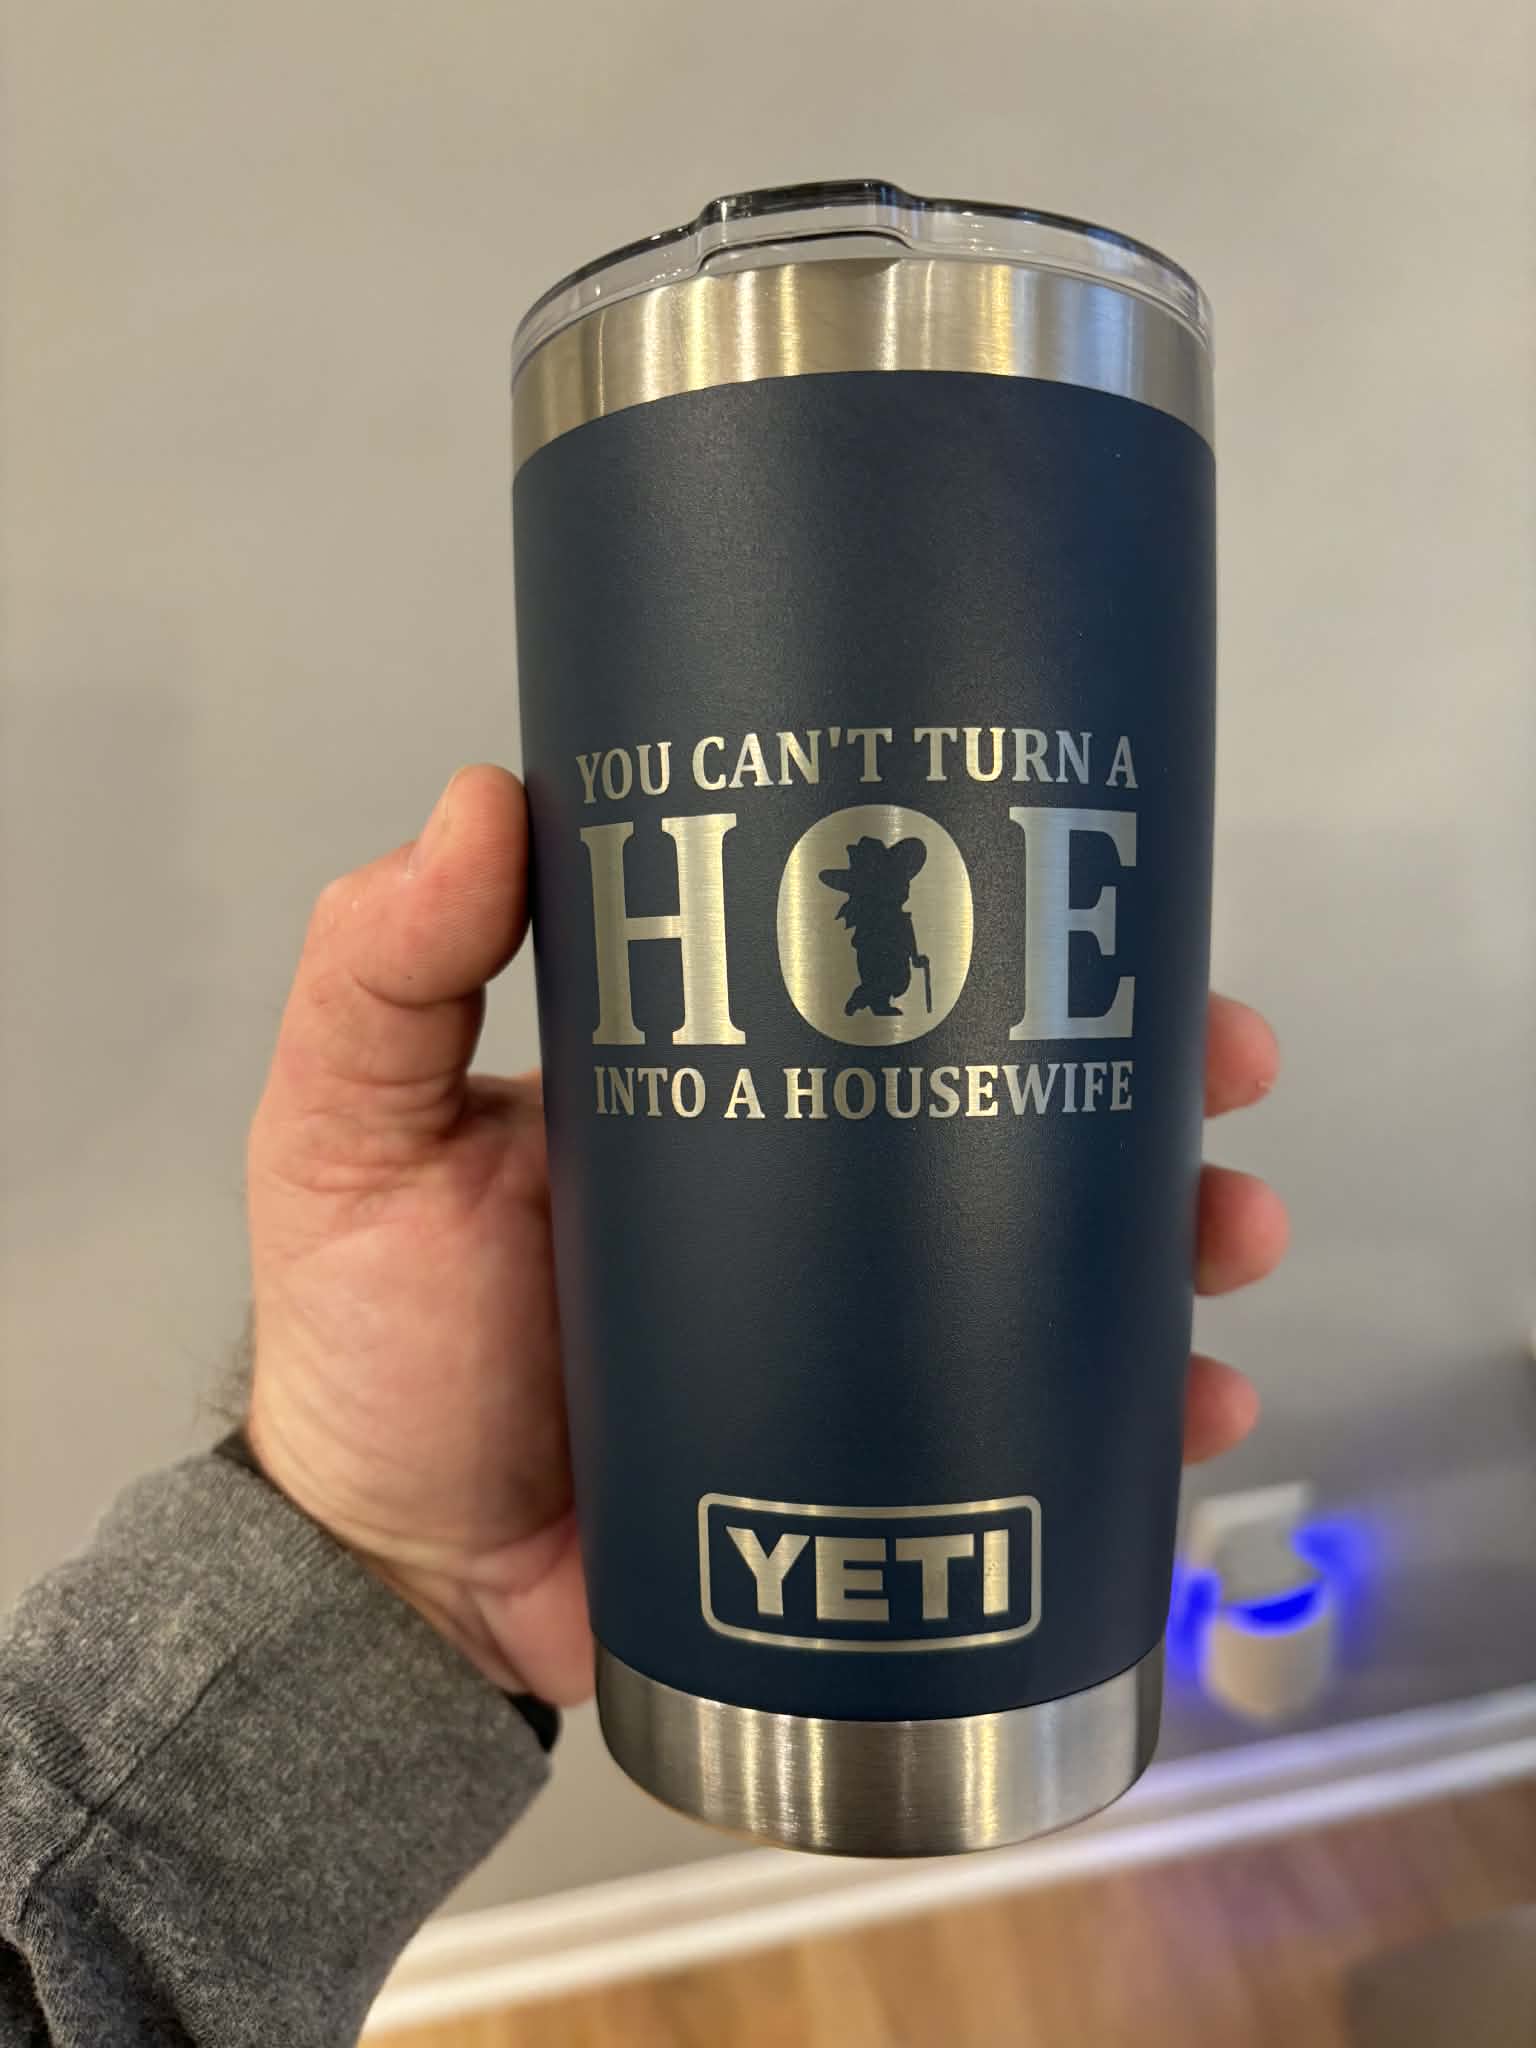 YOU CAN'T TURN A
HOE
INTO A HOUSEWIFE
YETI